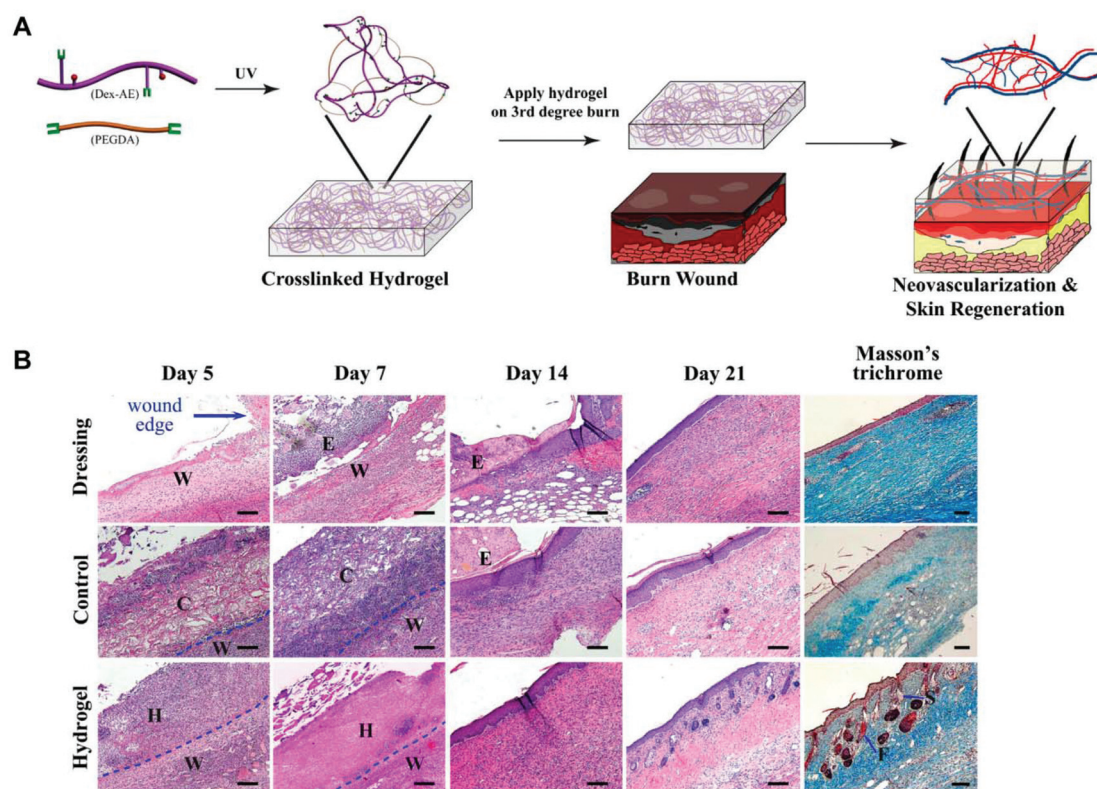 A
(Dex-AE)
(PEGDA)
UV
Crosslinked Hydrogel
Apply hydrogel
on 3rd degree burn
Burn Wound
Neovascularization &
Skin Regeneration
B
Day 5
Day 7
Day 14
Day 21
Masson's
trichrome
Dressing
wound
edge
W
E
W
E
Control
C
W
C
W
E
Hydrogel
H
W
H
W
S
F